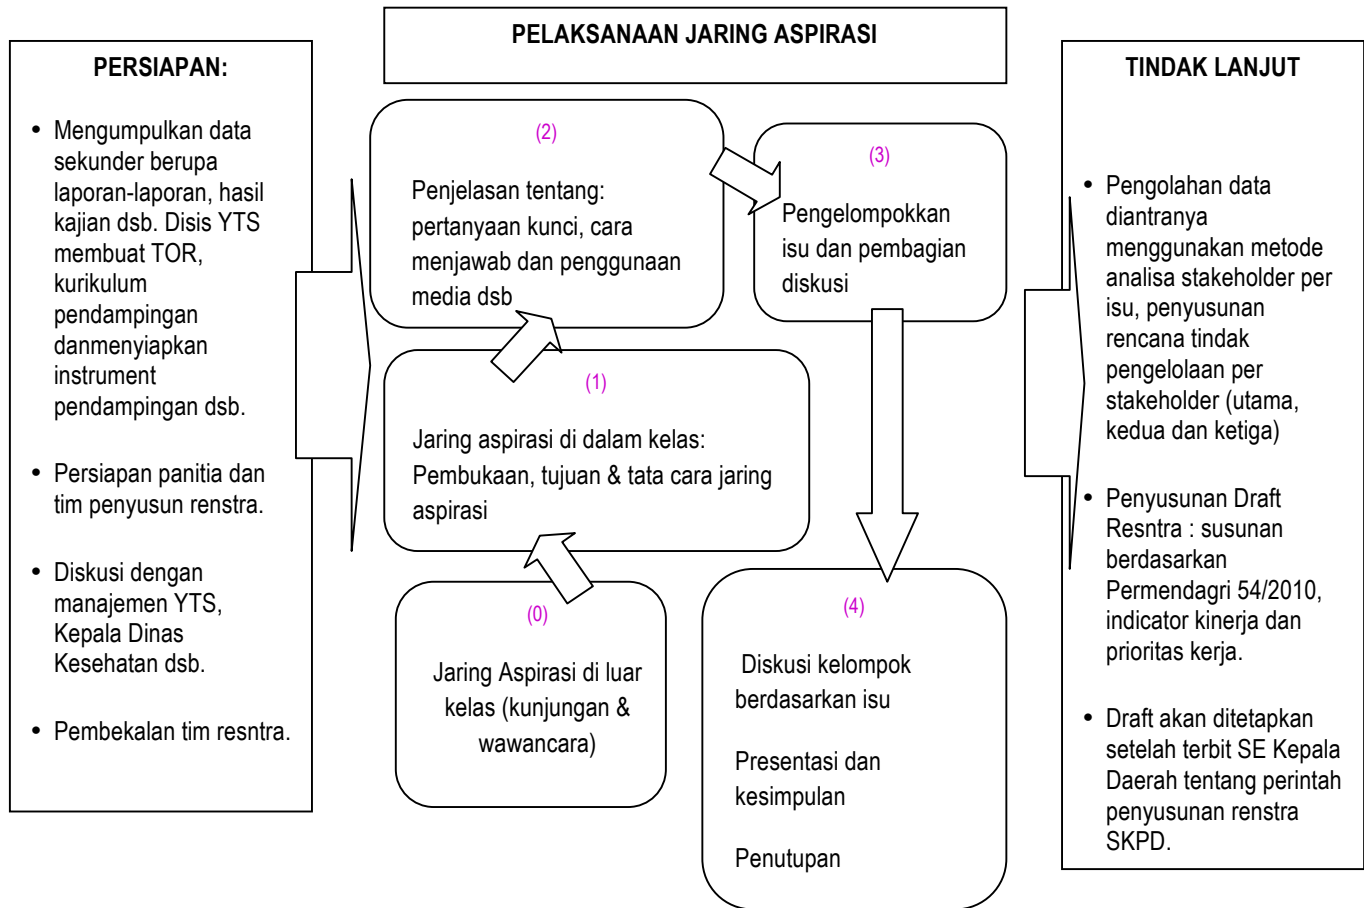 PERSIAPAN:
• Mengumpulkan data
sekunder berupa
laporan-laporan, hasil
kajian dsb. Disis YTS
membuat TOR,
kurikulum
pendampingan
danmenyiapkan
instrument
pendampingan dsb.
• Persiapan panitia dan
tim penyusun renstra.
• Diskusi dengan
manajemen YTS,
Kepala Dinas
Kesehatan dsb.
• Pembekalan tim resntra.
PELAKSANAAN JARING ASPIRASI
(2)
Penjelasan tentang:
pertanyaan kunci, cara
menjawab dan penggunaan
media dsb
(3)
Pengelompokkan
isu dan pembagian
diskusi
(1)
Jaring aspirasi di dalam kelas:
Pembukaan, tujuan & tata cara jaring
aspirasi
(0)
Jaring Aspirasi di luar
kelas (kunjungan &
wawancara)
(4)
Diskusi kelompok
berdasarkan isu
Presentasi dan
kesimpulan
Penutupan
TINDAK LANJUT
• Pengolahan data
diantranya
menggunakan metode
analisa stakeholder per
isu, penyusunan
rencana tindak
pengelolaan per
stakeholder (utama,
kedua dan ketiga)
• Penyusunan Draft
Resntra : susunan
berdasarkan
Permendagri 54/2010,
indicator kinerja dan
prioritas kerja.
• Draft akan ditetapkan
setelah terbit SE Kepala
Daerah tentang perintah
penyusunan renstra
SKPD.